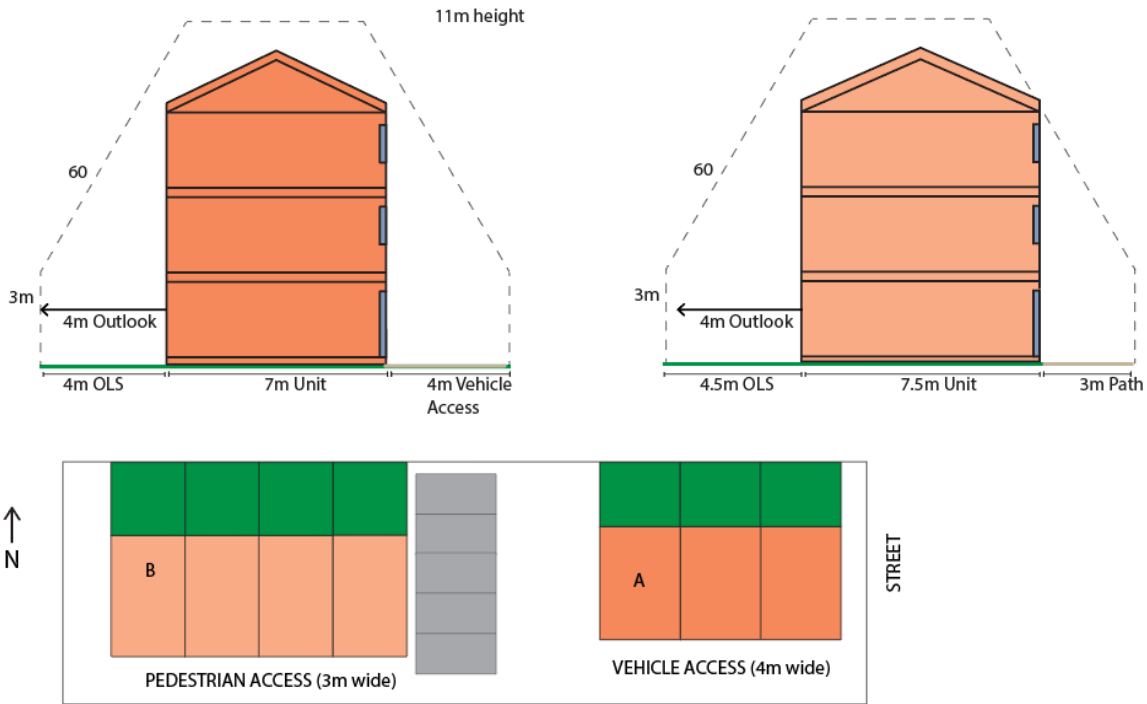 11m height
60
60
3m
3m
4m Outlook
4m Outlook
4m OLS
7m Unit
4m Vehicle
Access
4.5m OLS
7.5m Unit
3m Path
N
B
A
STREET
PEDESTRIAN ACCESS (3m wide)
VEHICLE ACCESS (4m wide)